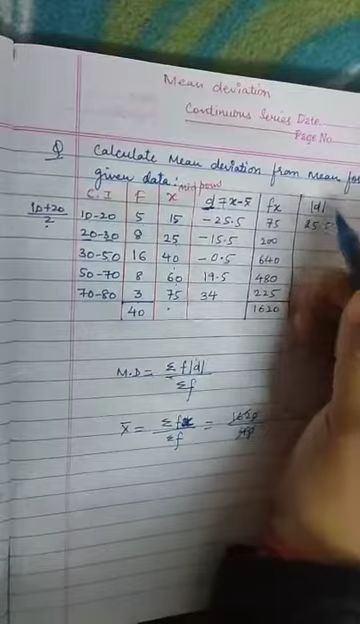 Mean deviation
Continuous Series Date
Page No
Q Calculate Mean deviation from Mean for
given data: mid point
C.I F x d = x-x̄ fx |d|
10+20/2 10-20 5 15 -25.5 75 25.5
20-30 8 25 -15.5 200
30-50 16 40 -0.5 640
50-70 8 60 19.5 480
70-80 3 75 34 225
40 1620
M.D = Σf|d| / Σf
x̄ = Σfx / Σf = 1620